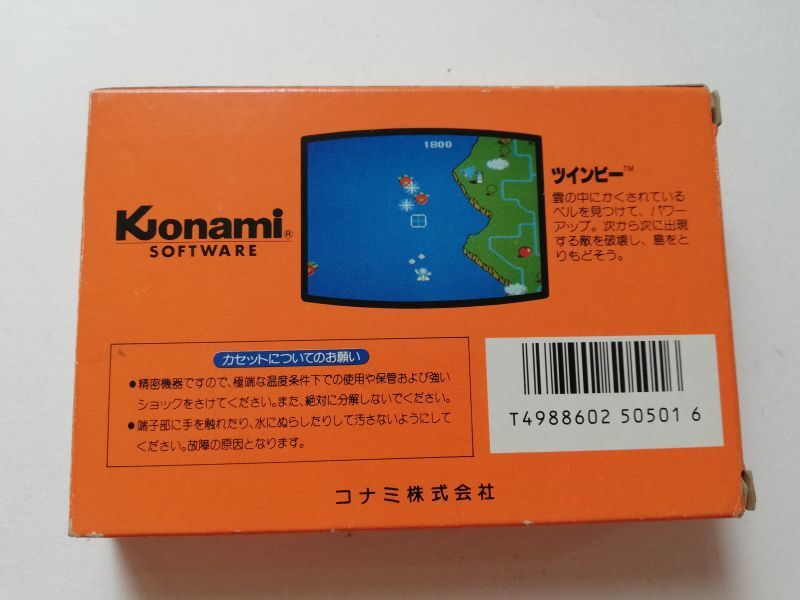 1800
ツインビー™
雲の中にかくされている
ベルを見つけて、パワー
アップ。次から次に出現
する敵を破壊し、島をと
りもどそう。
Konami®
SOFTWARE
カセットについてのお願い
●精密機器ですので、極端な温度条件下での使用や保管および強い
ショックをさけてください。また、絶対に分解しないでください。
●端子部に手を触れたり、水にぬらしたりして汚さないようにして
ください。故障の原因となります。
T4988602 50501 6
コナミ株式会社